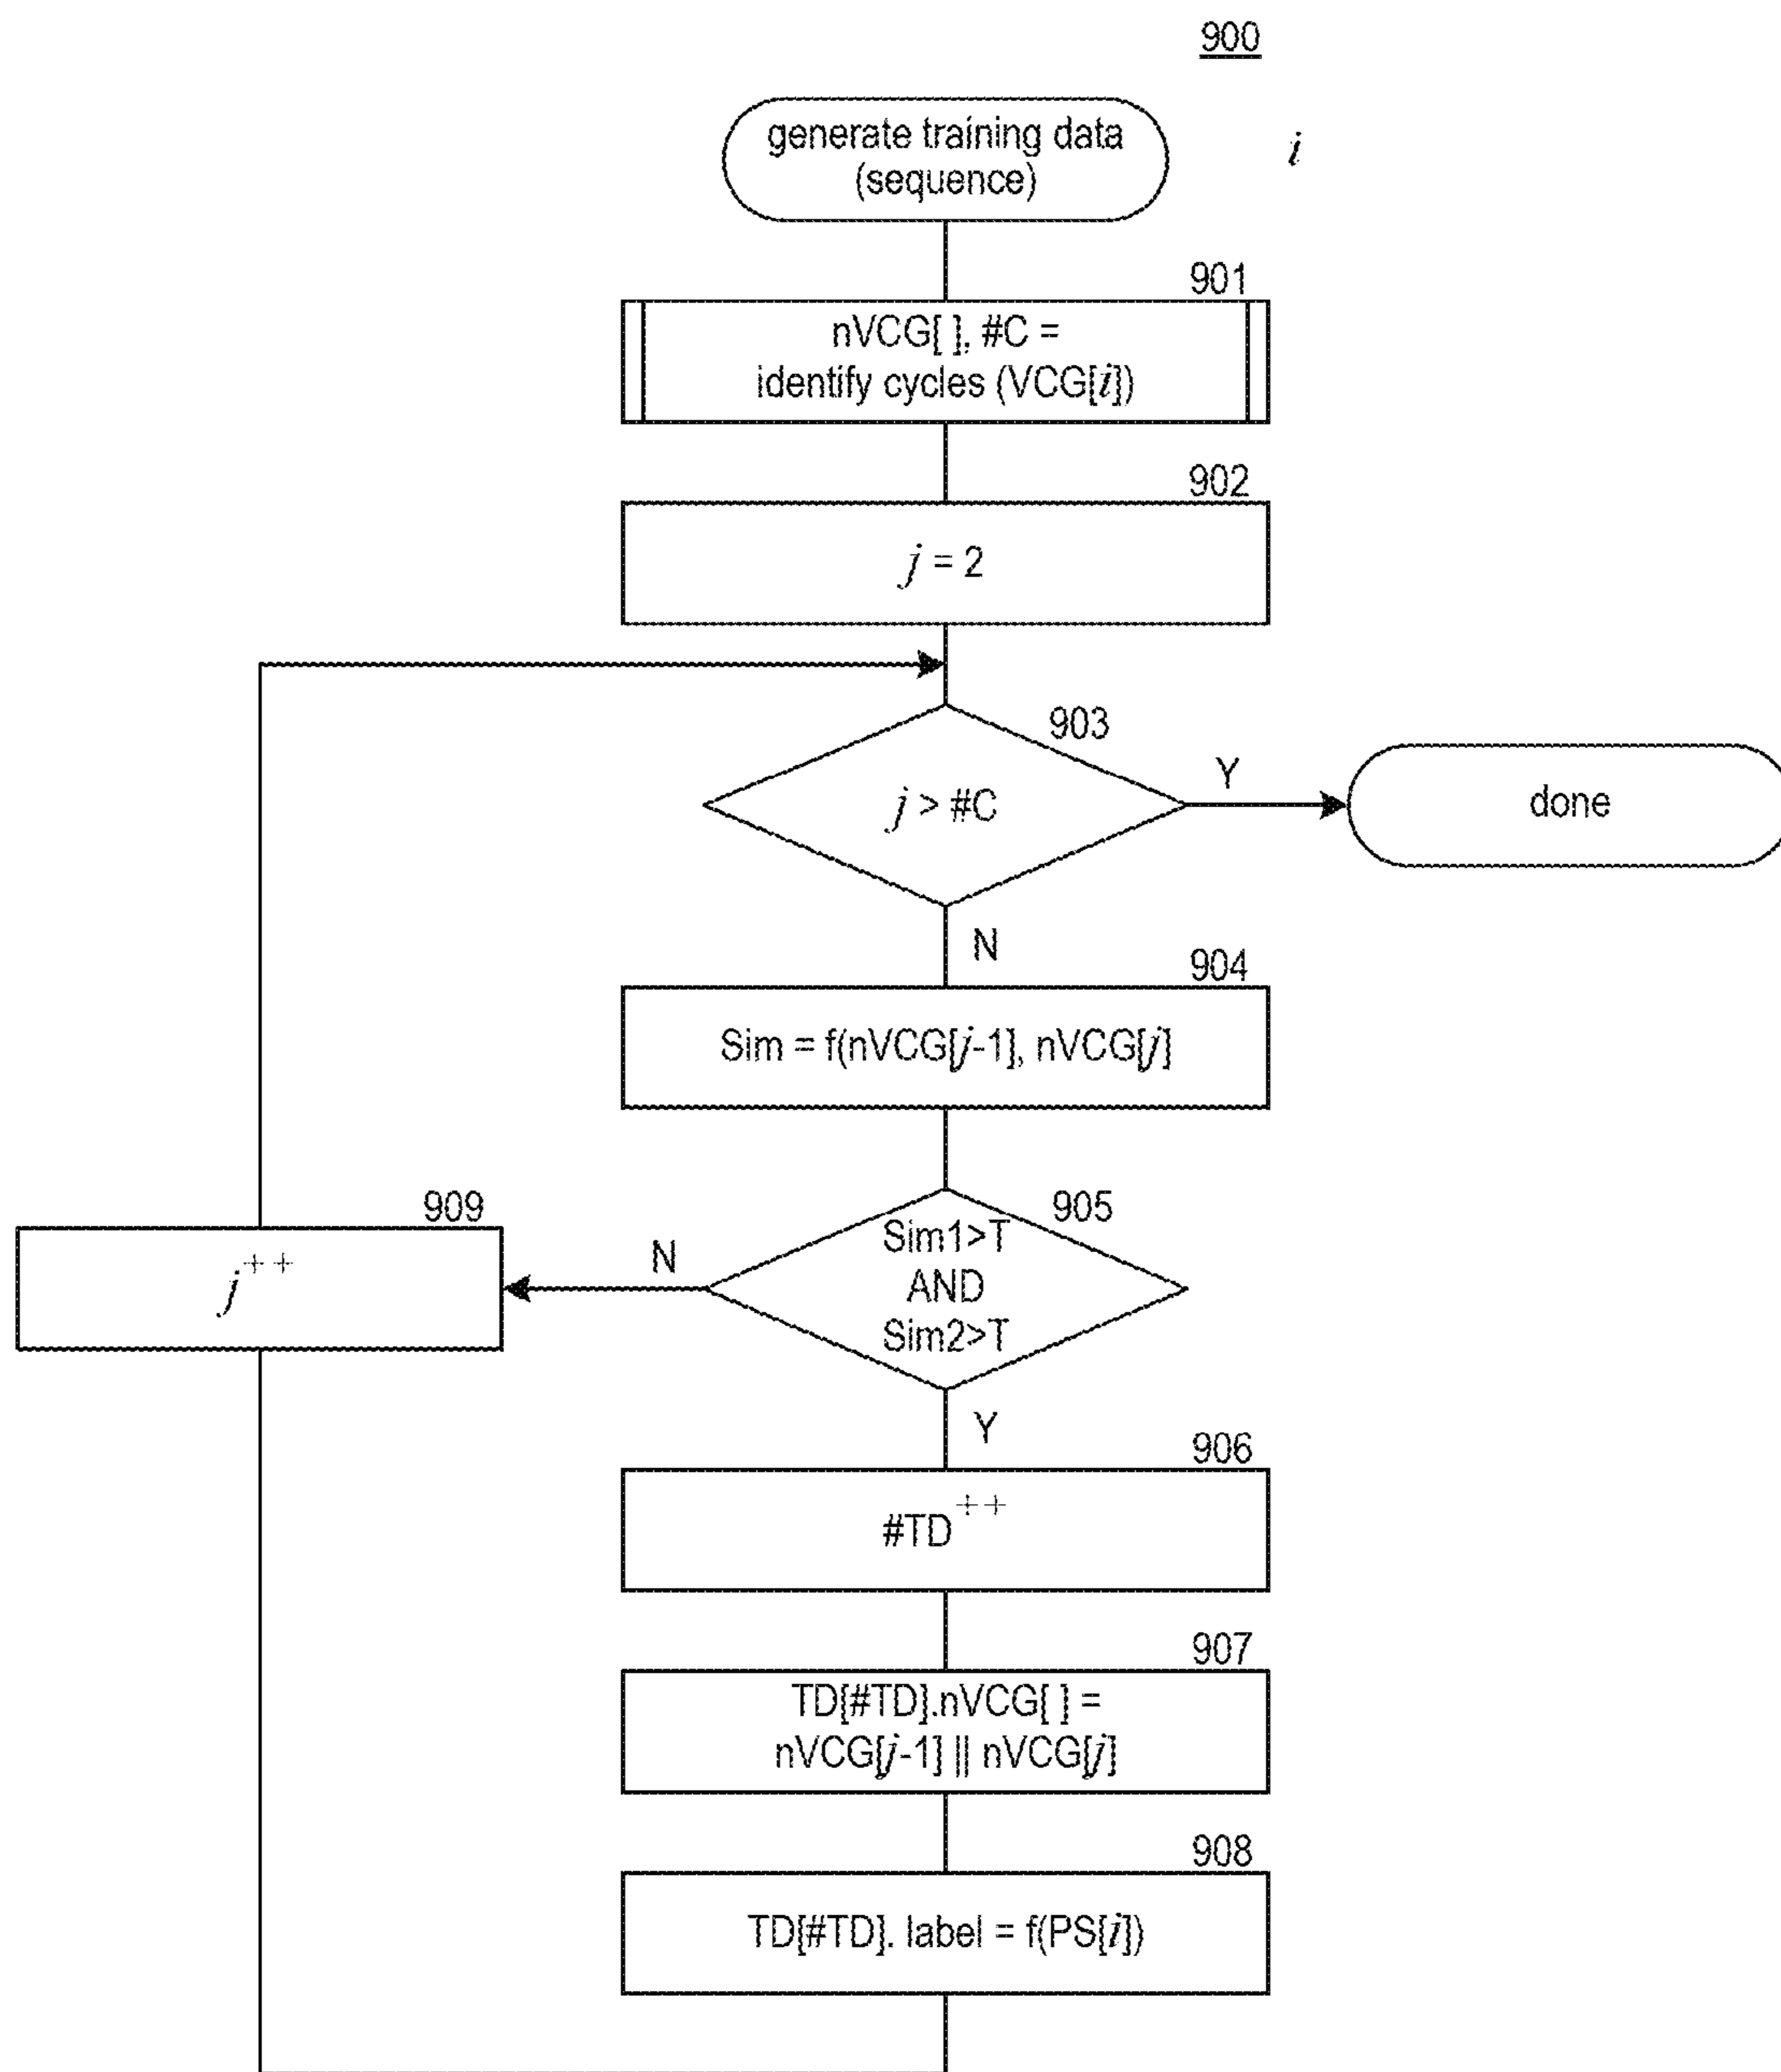 900
generate training data
(sequence)
i
901
nVCG[ ], #C =
identify cycles (VCG[i])
902
j = 2
903
j > #C
Y
done
N
904
Sim = f(nVCG[j-1], nVCG[j]
905
Sim1>T
AND
Sim2>T
N
909
j++
Y
906
#TD++
907
TD[#TD].nVCG[ ] =
nVCG[j-1] || nVCG[j]
908
TD[#TD]. label = f(PS[i])